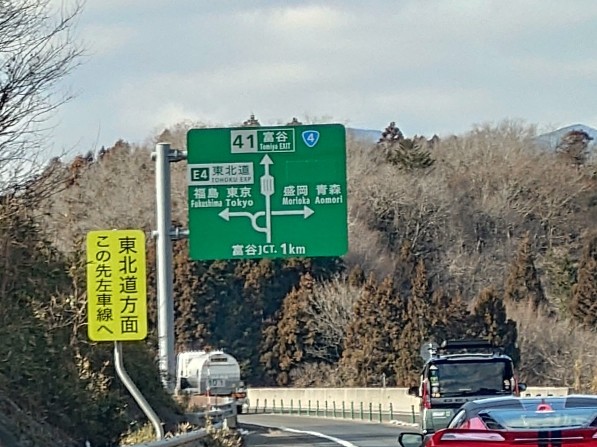 41 富谷 4
Tomiya EXIT
E4 東北道
TOHOKU EXP
福島 東京 盛岡 青森
Fukushima Tokyo Morioka Aomori
富谷JCT. 1km
東北道方面
この先左車線へ